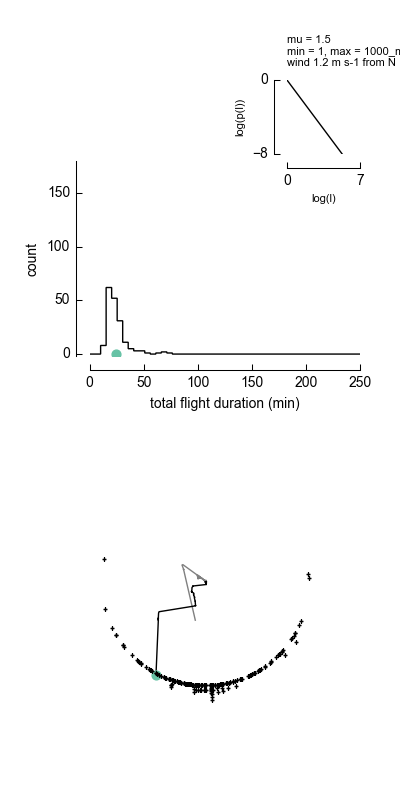 mu = 1.5
min = 1, max = 1000_m
wind 1.2 m s-1 from N
0
log(p(l))
−8
0
7
log(l)
150
100
50
0
count
0
50
100
150
200
250
total flight duration (min)